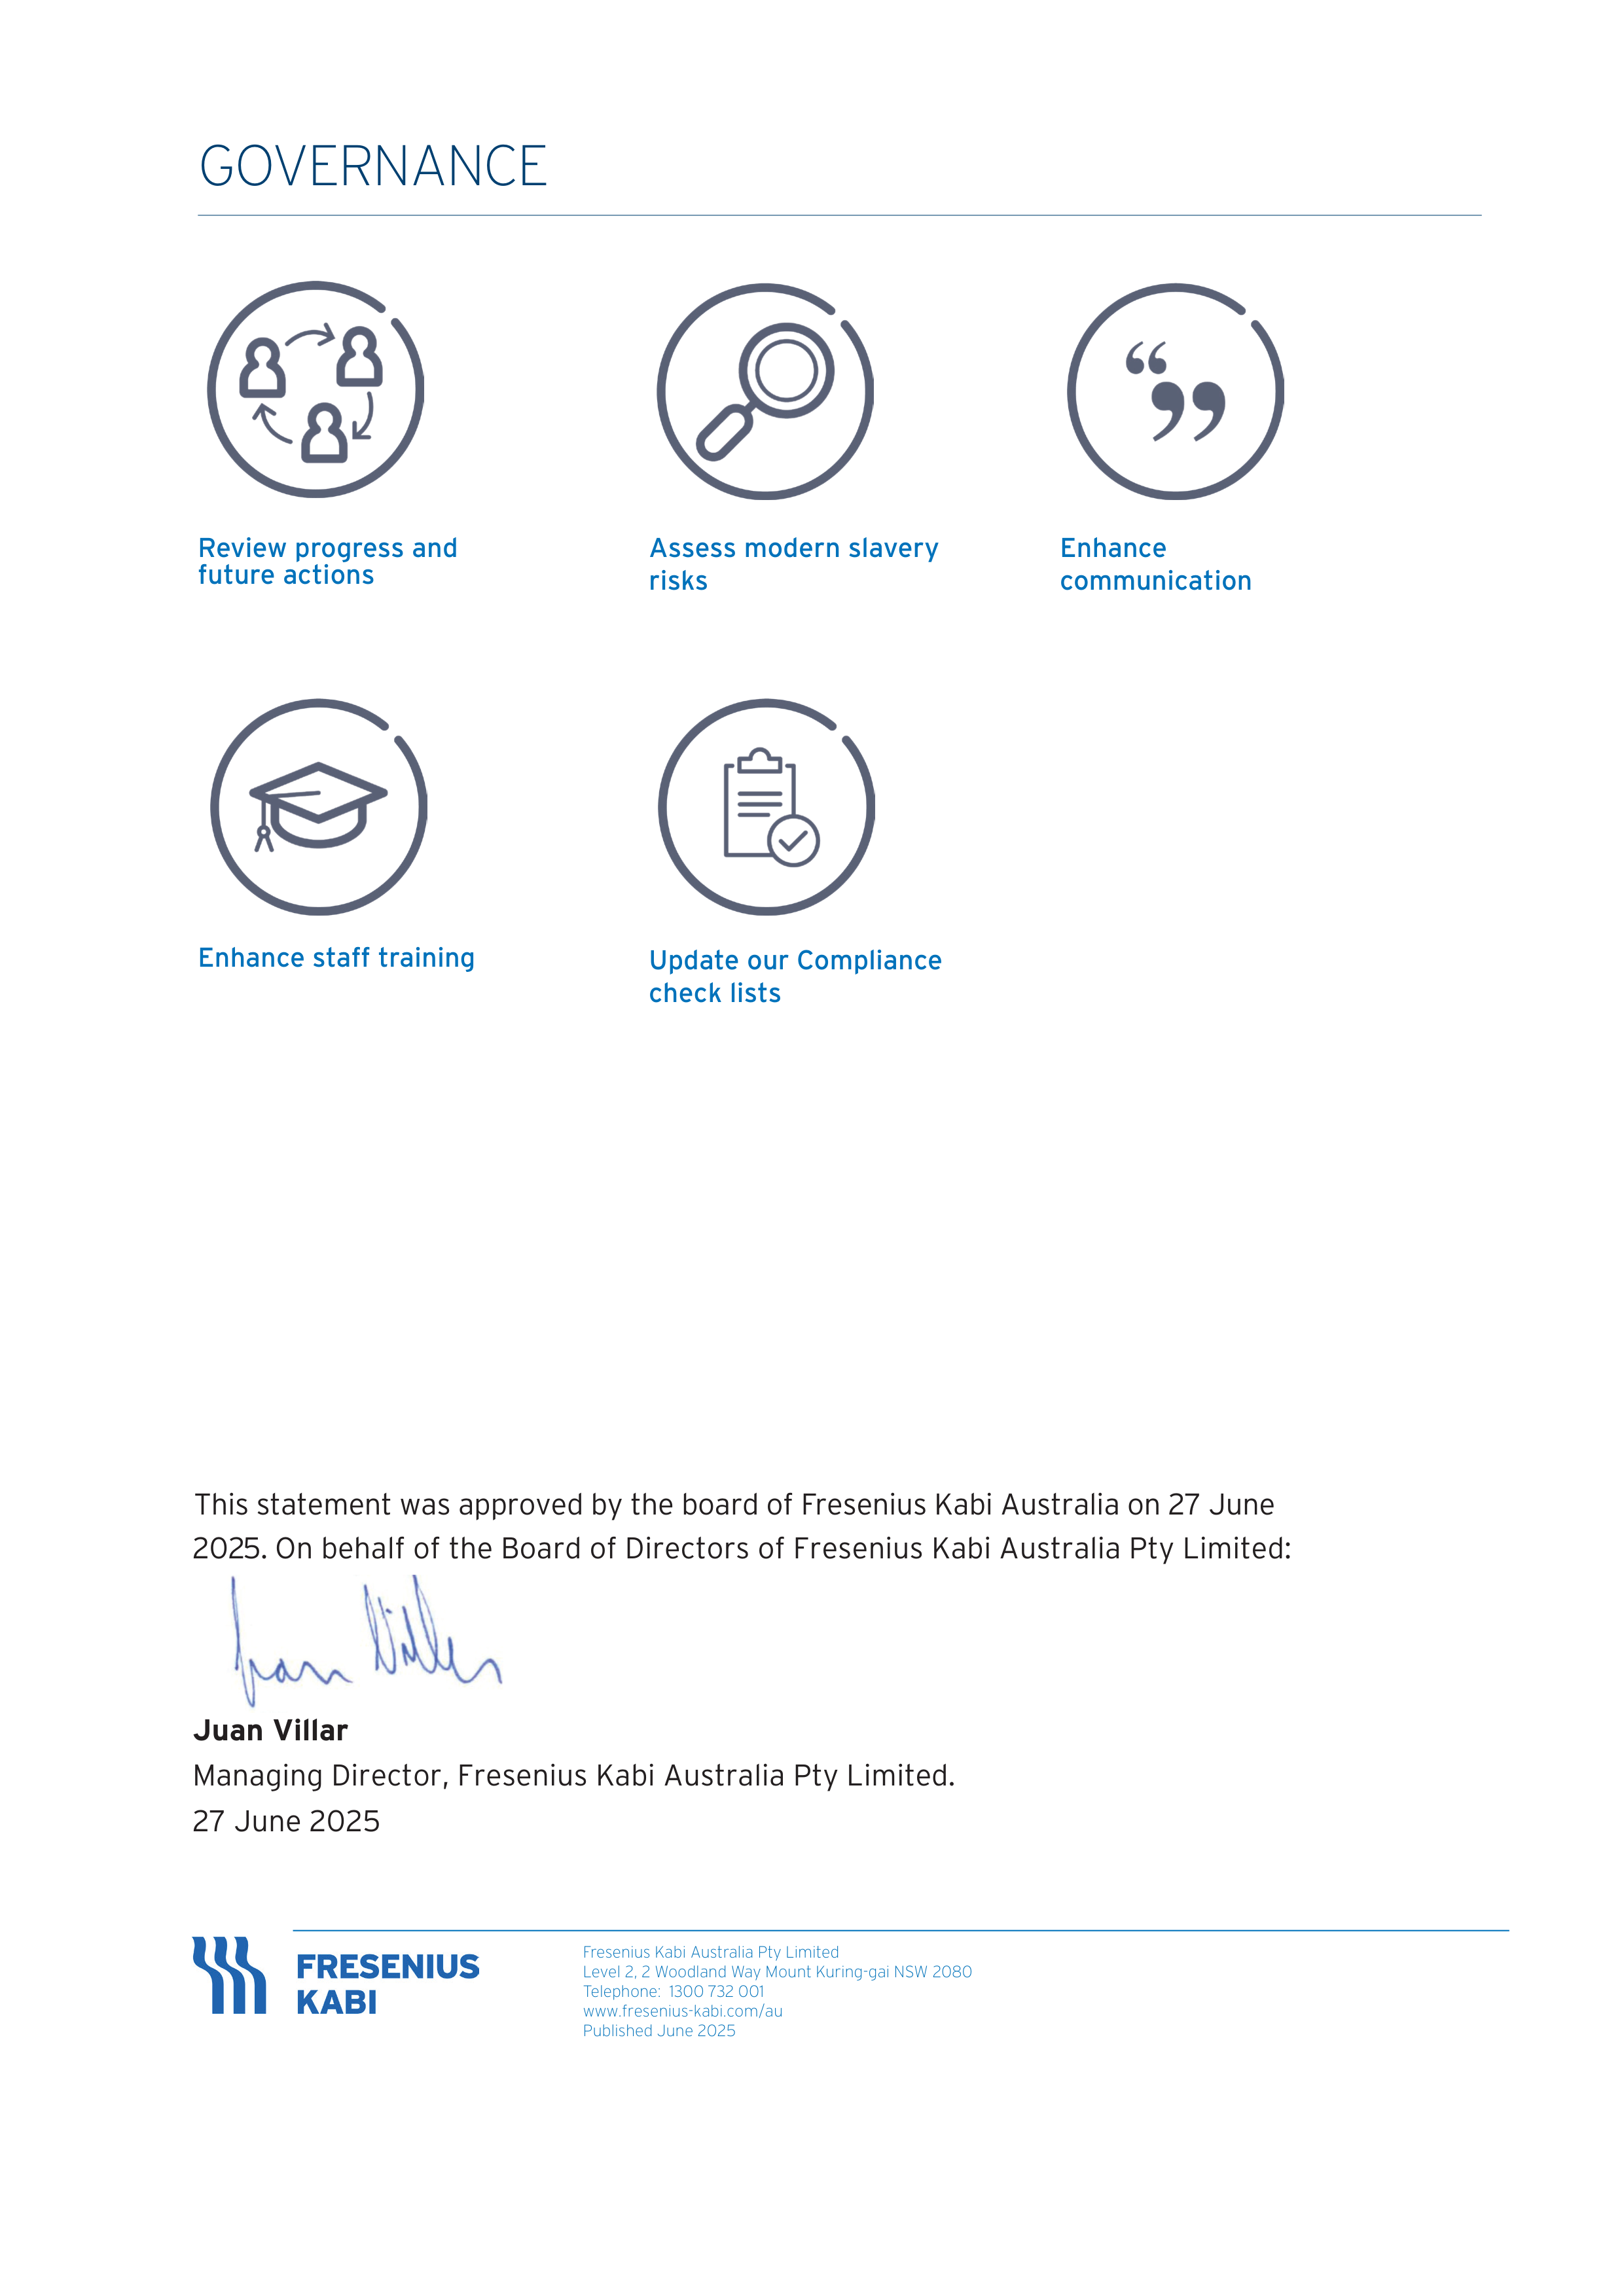 GOVERNANCE
Review progress and
future actions
Assess modern slavery
risks
Enhance
communication
Enhance staff training
Update our Compliance
check lists
This statement was approved by the board of Fresenius Kabi Australia on 27 June
2025. On behalf of the Board of Directors of Fresenius Kabi Australia Pty Limited:
Juan Villar
Juan Villar
Managing Director, Fresenius Kabi Australia Pty Limited.
27 June 2025
FRESENIUS
KABI
Fresenius Kabi Australia Pty Limited
Level 2, 2 Woodland Way Mount Kuring-gai NSW 2080
Telephone: 1300 732 001
www.fresenius-kabi.com/au
Published June 2025